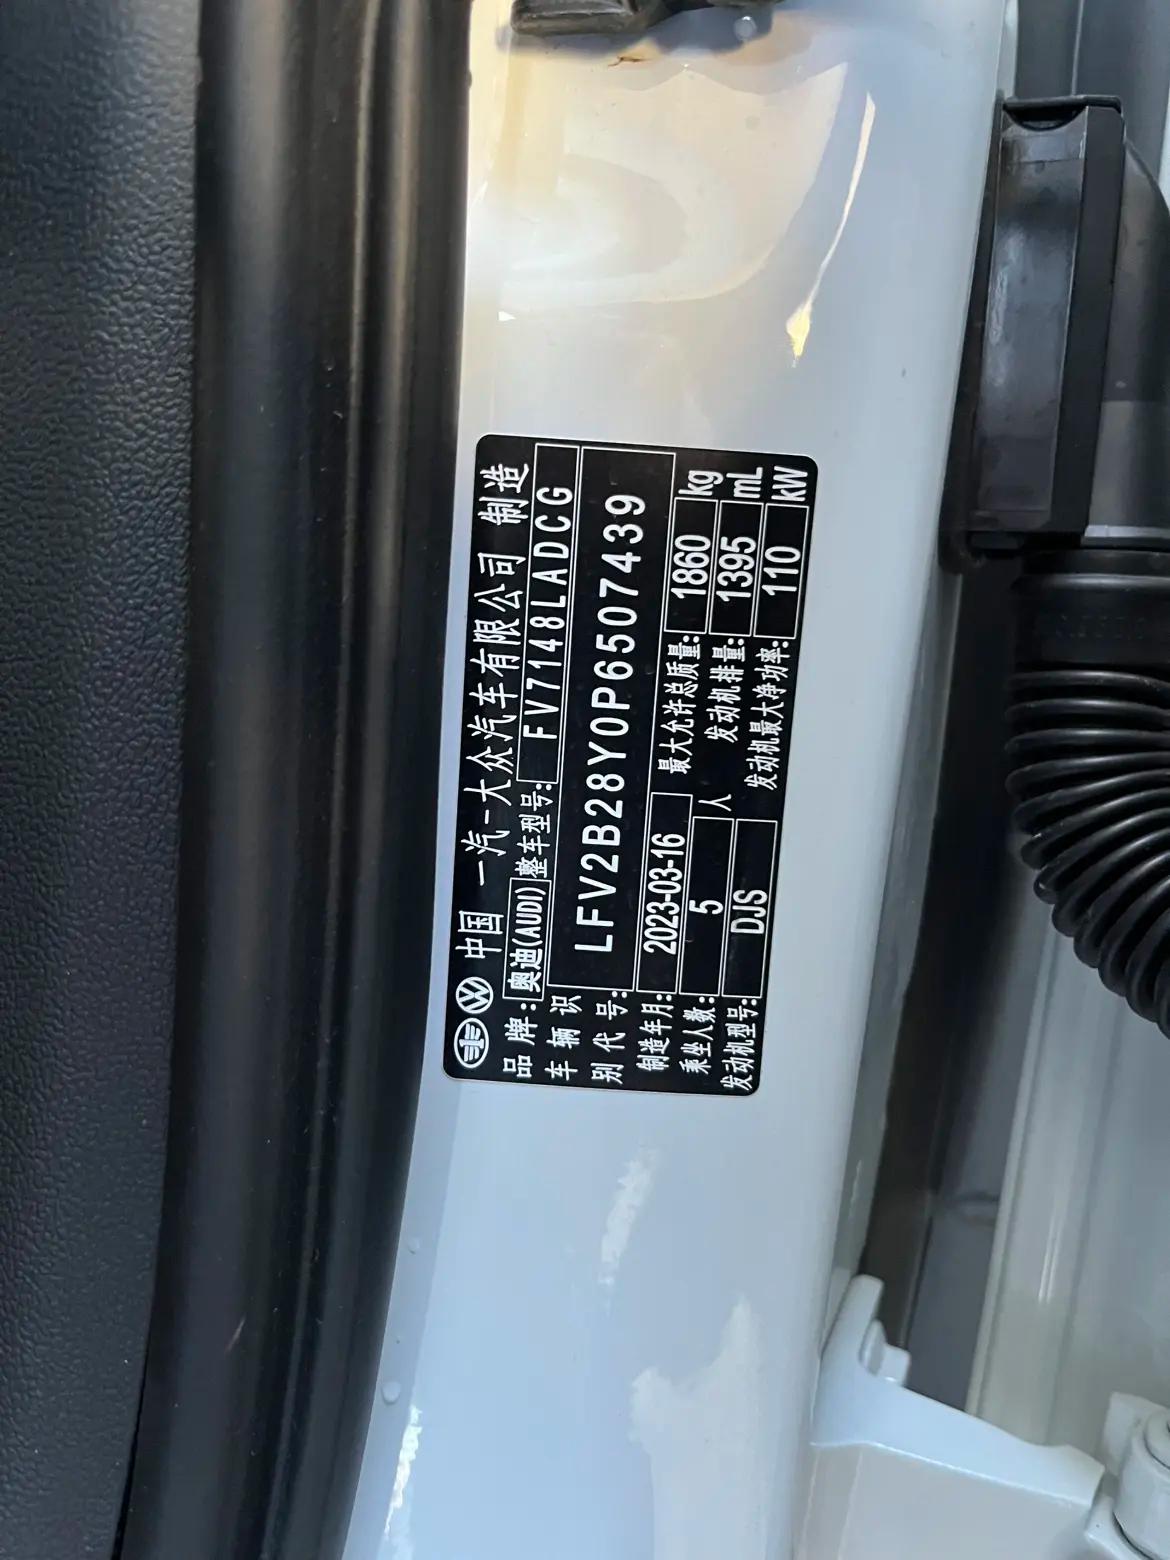 中国 一汽-大众汽车有限公司 制造
品牌: 奥迪(AUDI) 整车型号: FV7148LADCG
车辆识
别代号: LFV2B28Y0P6507439
制造年月: 2023-03-16 最大允许总质量: 1860 kg
乘坐人数: 5 人 发动机排量: 1395 mL
发动机型号: DJS 发动机最大净功率: 110 kW